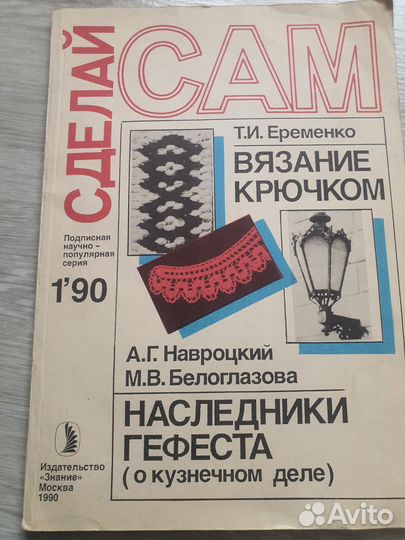 СДЕЛАЙ
САМ
Т.И. Еременко
ВЯЗАНИЕ
КРЮЧКОМ
Подписная
научно –
популярная
серия
1'90
А.Г. Навроцкий
М.В. Белоглазова
НАСЛЕДНИКИ
ГЕФЕСТА
(о кузнечном деле)
Издательство
«Знание»
Москва
1990
Avito